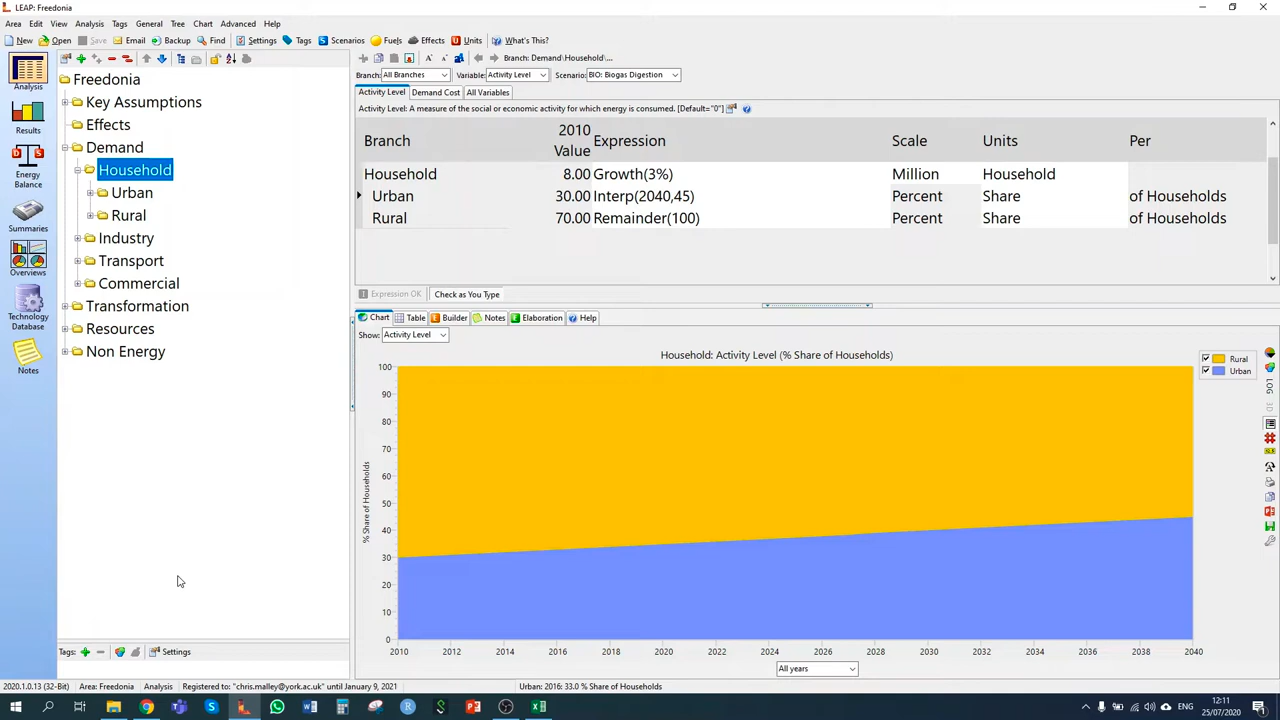 LEAP: Freedonia
Area Edit View Analysis Tags General Tree Chart Advanced Help
New Open Save Email Backup Find Settings Tags Scenarios Fuels Effects Units What's This?
Branch: Demand\Household\...
Branch: All Branches Variable: Activity Level Scenario: BIO: Biogas Digestion
Activity Level Demand Cost All Variables
Activity Level: A measure of the social or economic activity for which energy is consumed. [Default="0"]
Branch 2010 Value Expression Scale Units Per
Household 8.00 Growth(3%) Million Household
Urban 30.00 Interp(2040,45) Percent Share of Households
Rural 70.00 Remainder(100) Percent Share of Households
Expression OK Check as You Type
Chart Table Builder Notes Elaboration Help
Show: Activity Level
Household: Activity Level (% Share of Households)
Rural
Urban
% Share of Households
100
90
80
70
60
50
40
30
20
10
0
2010 2012 2014 2016 2018 2020 2022 2024 2026 2028 2030 2032 2034 2036 2038 2040
All years
LOG
3D
Analysis
Results
Energy Balance
Summaries
Overviews
Technology Database
Notes
Freedonia
Key Assumptions
Effects
Demand
Household
Urban
Rural
Industry
Transport
Commercial
Transformation
Resources
Non Energy
Tags: Settings
2020.1.0.13 (32-Bit) Area: Freedonia Analysis Registered to: "chris.malley@york.ac.uk" until January 9, 2021 Urban: 2016: 33.0 % Share of Households
ENG
12:11
25/07/2020